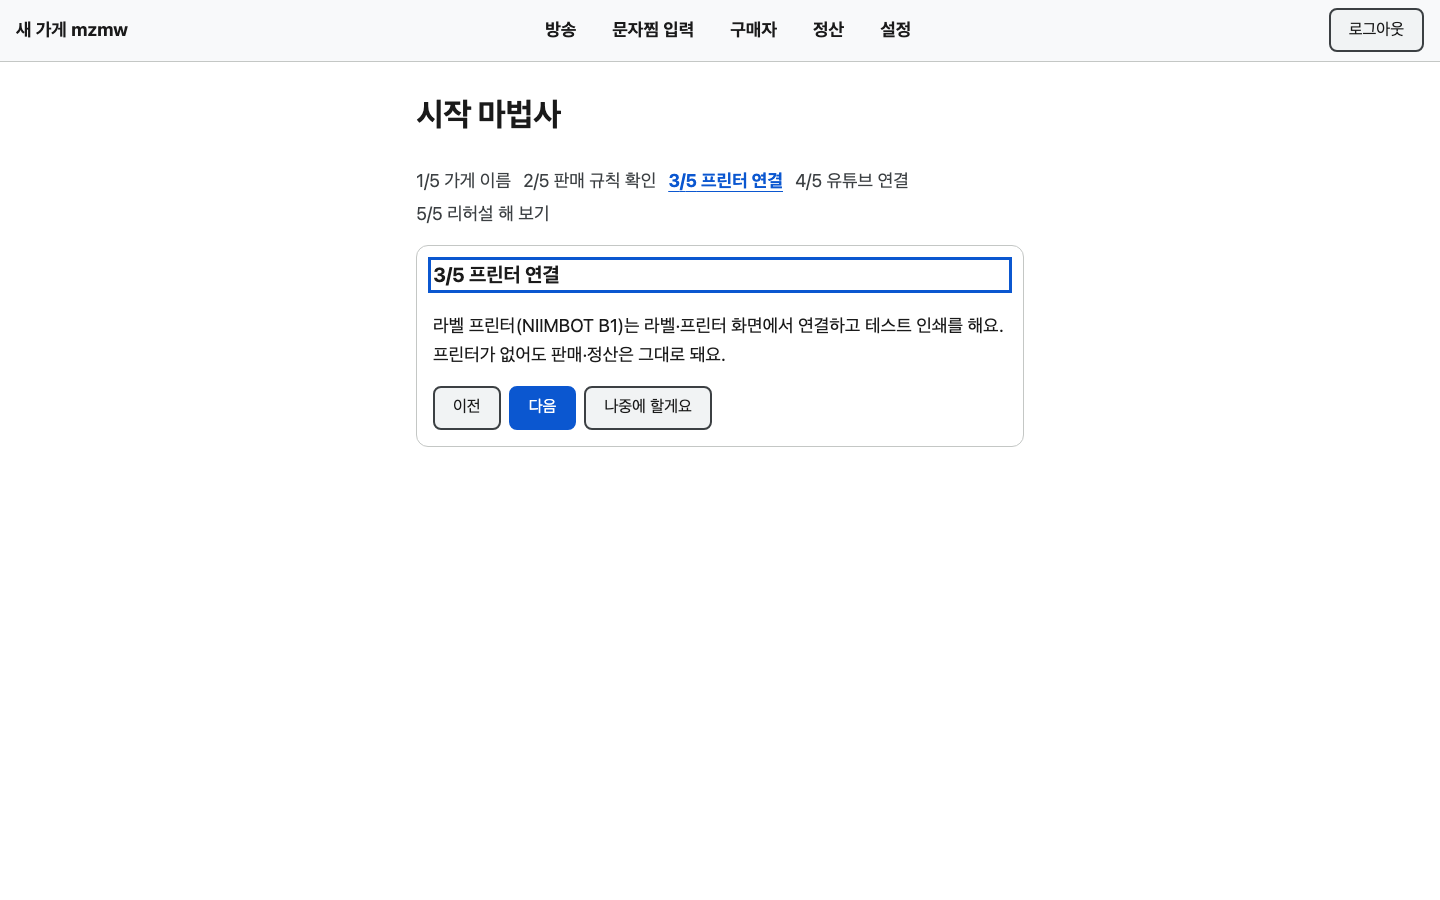 새 가게 mzmw 방송 문자찜 입력 구매자 정산 설정 로그아웃
시작 마법사
1/5 가게 이름 2/5 판매 규칙 확인 3/5 프린터 연결 4/5 유튜브 연결
5/5 리허설 해 보기
3/5 프린터 연결
라벨 프린터(NIIMBOT B1)는 라벨·프린터 화면에서 연결하고 테스트 인쇄를 해요.
프린터가 없어도 판매·정산은 그대로 돼요.
이전 다음 나중에 할게요